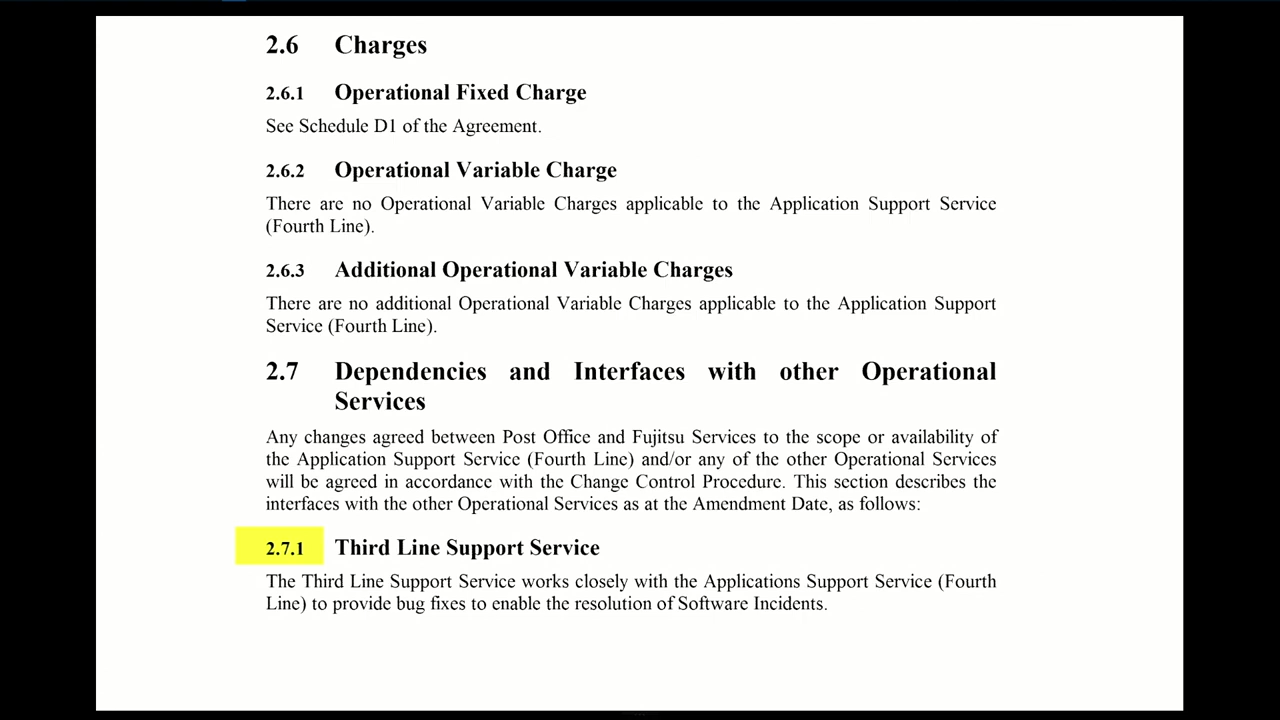 2.6 Charges
2.6.1 Operational Fixed Charge
See Schedule D1 of the Agreement.
2.6.2 Operational Variable Charge
There are no Operational Variable Charges applicable to the Application Support Service
(Fourth Line).
2.6.3 Additional Operational Variable Charges
There are no additional Operational Variable Charges applicable to the Application Support
Service (Fourth Line).
2.7 Dependencies and Interfaces with other Operational
Services
Any changes agreed between Post Office and Fujitsu Services to the scope or availability of
the Application Support Service (Fourth Line) and/or any of the other Operational Services
will be agreed in accordance with the Change Control Procedure. This section describes the
interfaces with the other Operational Services as at the Amendment Date, as follows:
2.7.1 Third Line Support Service
The Third Line Support Service works closely with the Applications Support Service (Fourth
Line) to provide bug fixes to enable the resolution of Software Incidents.